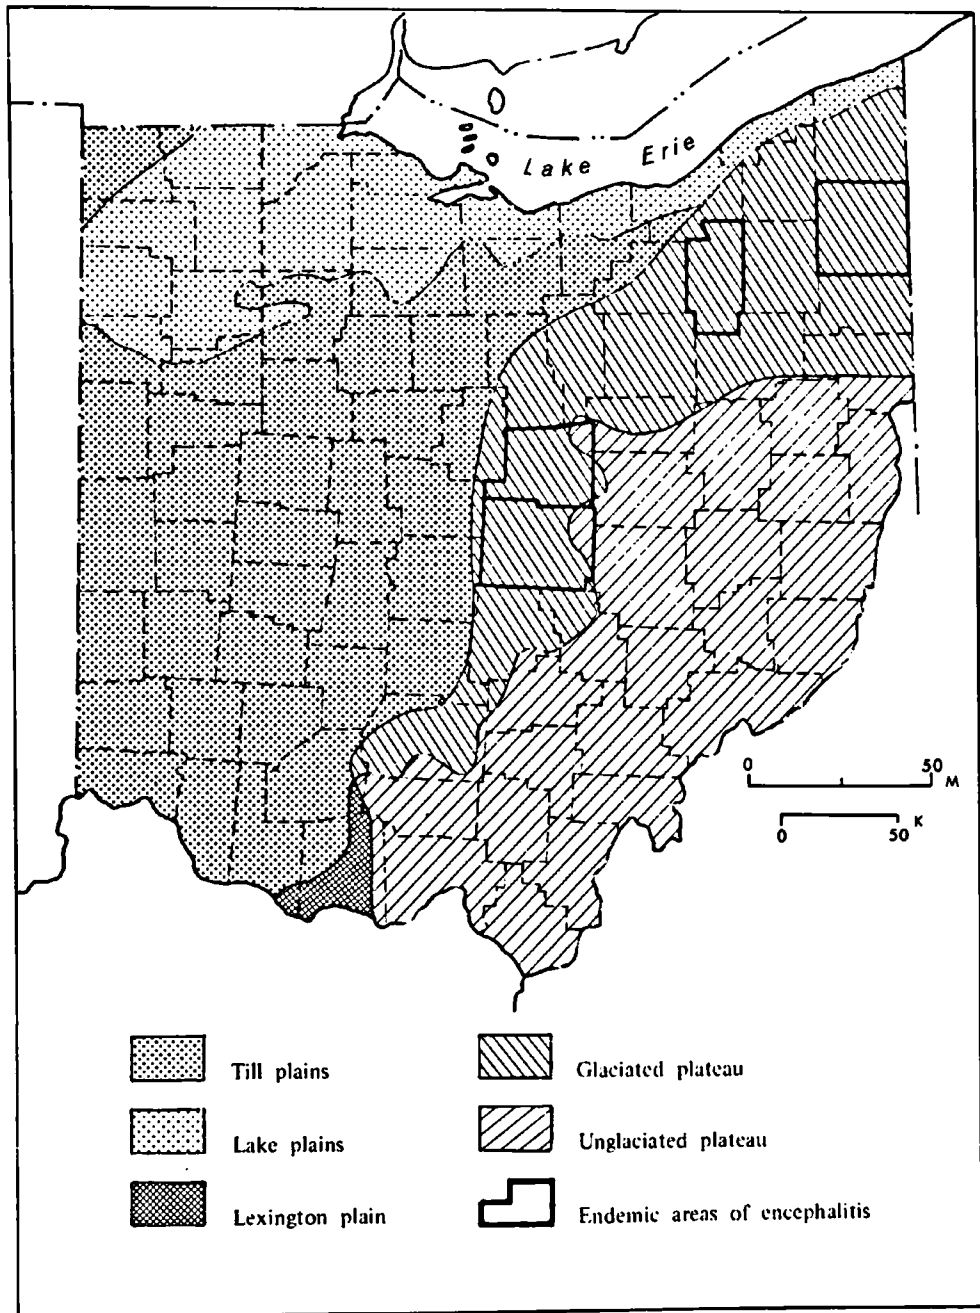 Lake Erie
0 50 M
0 50 K
Till plains
Glaciated plateau
Lake plains
Unglaciated plateau
Lexington plain
Endemic areas of encephalitis